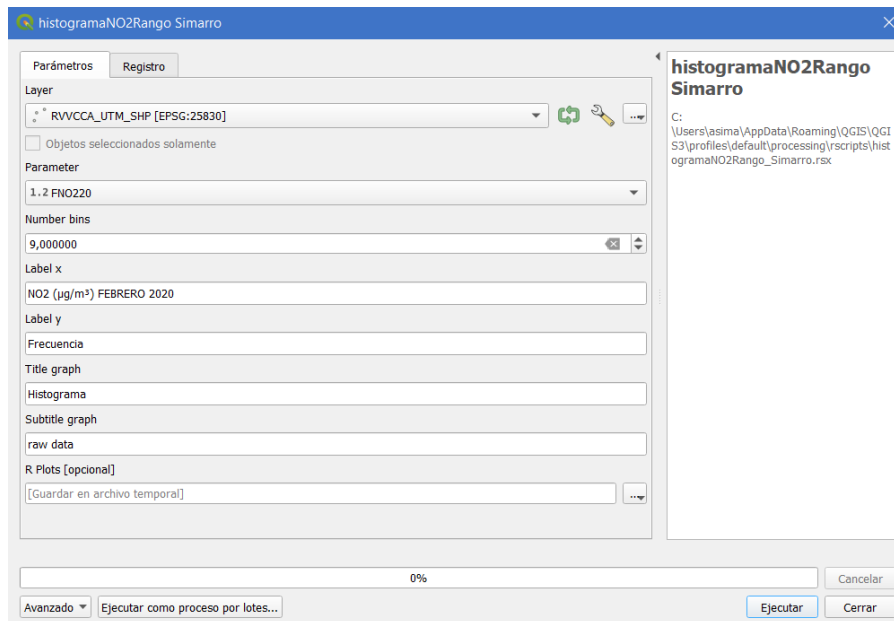 histogramaNO2Rango Simarro
Parámetros
Registro
Layer
RVVCCA_UTM_SHP [EPSG:25830]
Objetos seleccionados solamente
Parameter
1.2 FNO220
Number bins
9,000000
Label x
NO2 (µg/m³) FEBRERO 2020
Label y
Frecuencia
Title graph
Histograma
Subtitle graph
raw data
R Plots [opcional]
[Guardar en archivo temporal]
histogramaNO2Rango
Simarro
C:
\Users\asima\AppData\Roaming\QGIS\QGI
S3\profiles\default\processing\rscripts\hist
ogramaNO2Rango_Simarro.rsx
0%
Cancelar
Avanzado
Ejecutar como proceso por lotes...
Ejecutar
Cerrar